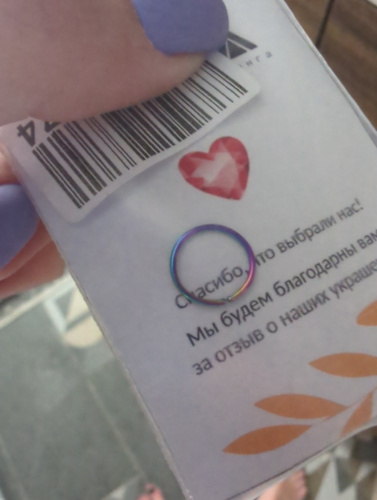 Спасибо, что выбрали нас!
Мы будем благодарны вам
за отзыв о наших украше